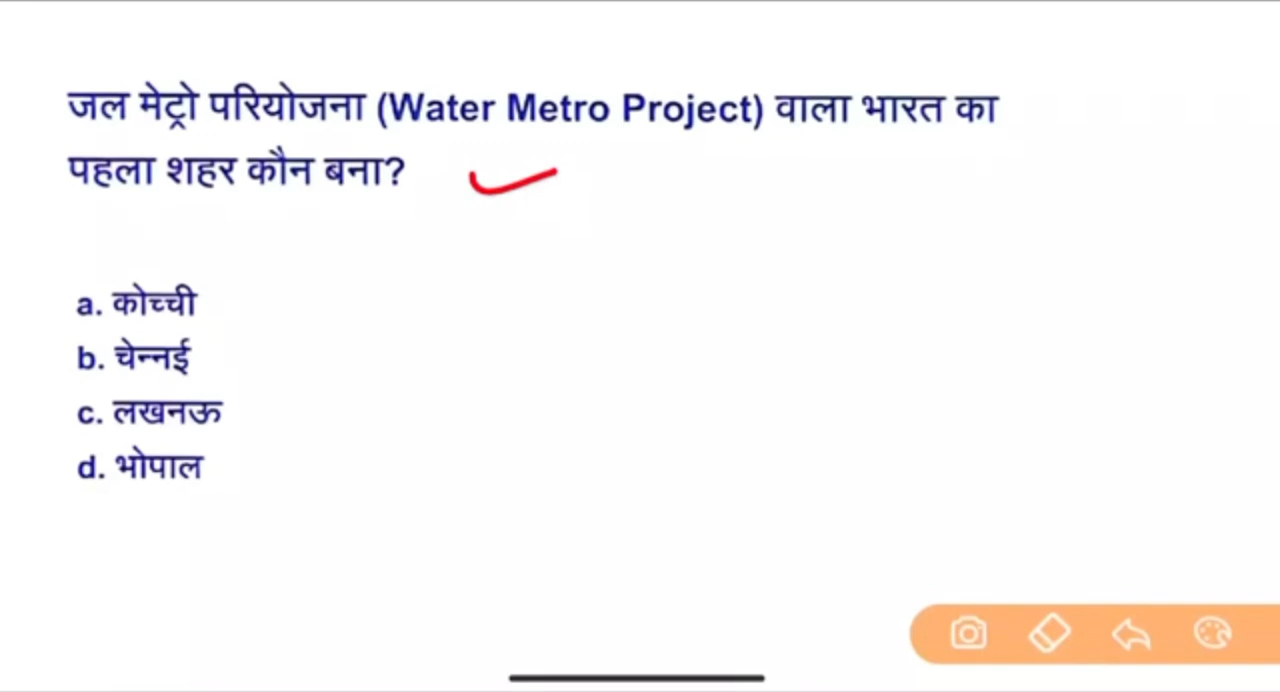 जल मेट्रो परियोजना (Water Metro Project) वाला भारत का
पहला शहर कौन बना?
a. कोच्ची
b. चेन्नई
c. लखनऊ
d. भोपाल